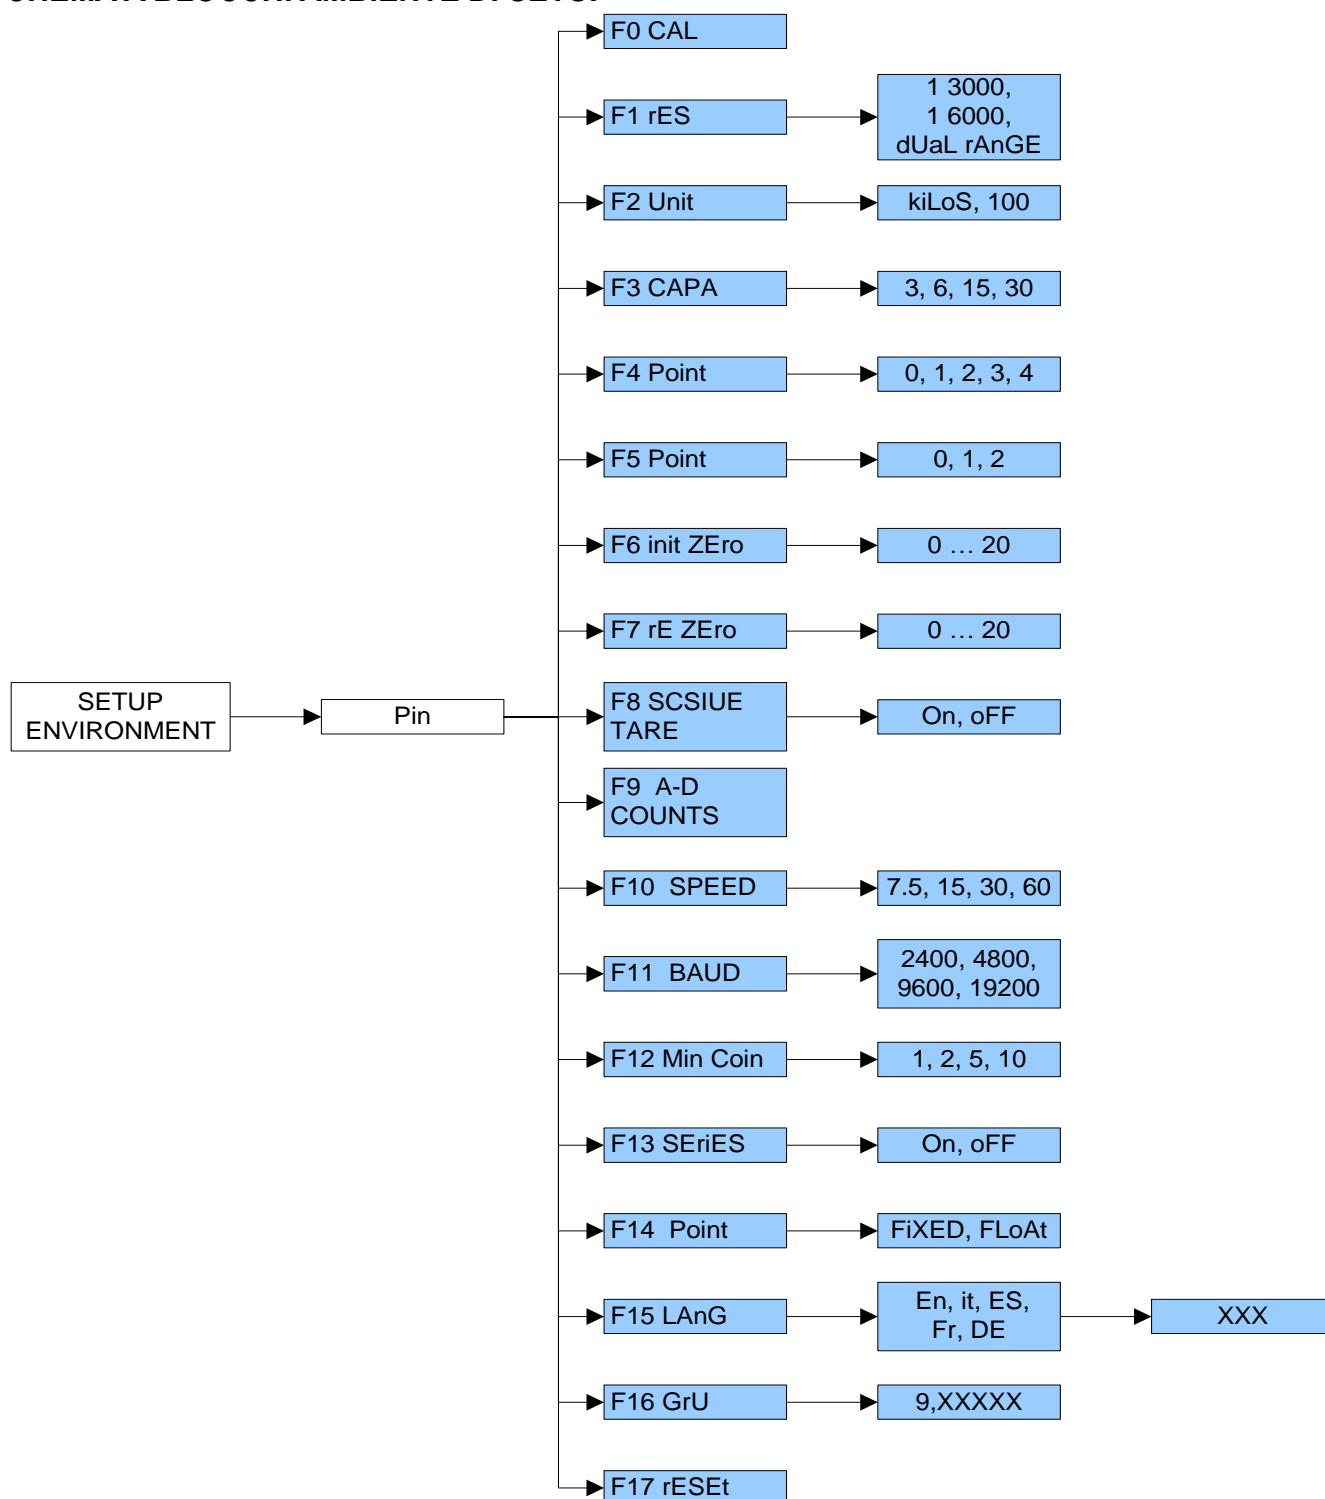 F0 CAL
F1 rES
1 3000,
1 6000,
dUaL rAnGE
F2 Unit
kiLoS, 100
F3 CAPA
3, 6, 15, 30
F4 Point
0, 1, 2, 3, 4
F5 Point
0, 1, 2
F6 init ZEro
0 … 20
F7 rE ZEro
0 … 20
SETUP
ENVIRONMENT
Pin
F8 SCSIUE
TARE
On, oFF
F9 A-D
COUNTS
F10 SPEED
7.5, 15, 30, 60
F11 BAUD
2400, 4800,
9600, 19200
F12 Min Coin
1, 2, 5, 10
F13 SEriES
On, oFF
F14 Point
FiXED, FLoAt
F15 LAnG
En, it, ES,
Fr, DE
XXX
F16 GrU
9,XXXXX
F17 rESEt